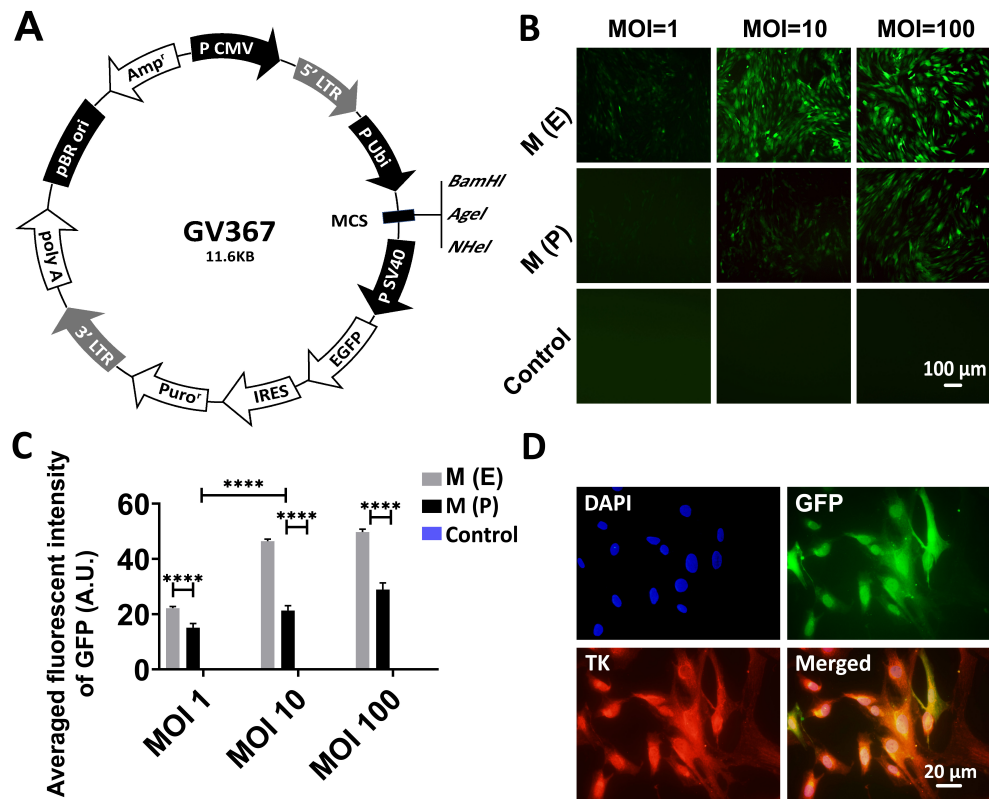 A
P CMV
5' LTR
P Ubi
MCS
BamHI
AgeI
NHeI
P SV40
EGFP
IRES
Puroʳ
3' LTR
poly A
pBR ori
Ampʳ
GV367
11.6KB
B
MOI=1
MOI=10
MOI=100
M (E)
M (P)
Control
100 µm
C
Averaged fluorescent intensity
of GFP (A.U.)
60
40
20
0
****
****
****
****
M (E)
M (P)
Control
MOI 1
MOI 10
MOI 100
D
DAPI
GFP
TK
Merged
20 µm